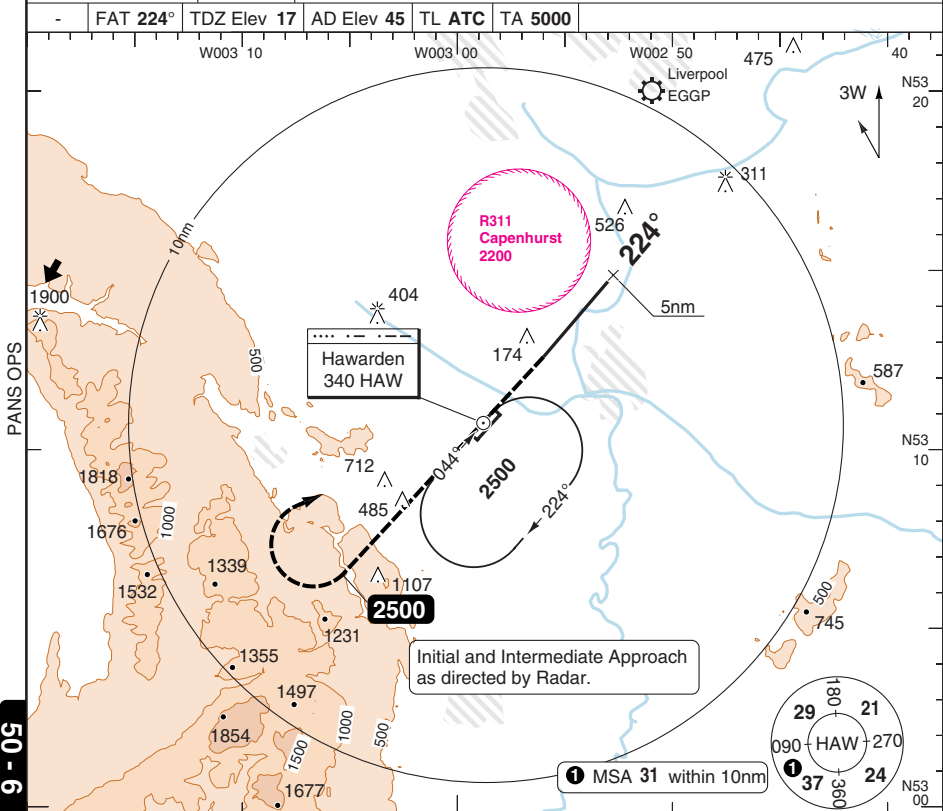 - FAT 224° TDZ Elev 17 AD Elev 45 TL ATC TA 5000
W003 10 W003 00 W002 50 40
475
Liverpool
EGGP
N53
20
3W
311
R311
Capenhurst
2200
526
224°
10nm
1900
404
5nm
174
Hawarden
340 HAW
500
587
PANS OPS
N53
10
712
044°
2500
1818
485
224°
1676
1000
1532
1339
1107
2500
500
745
1231
Initial and Intermediate Approach
as directed by Radar.
1355
1497
1854
1000
500
1500
1677
50 - 6
180
29 21
090 HAW 270
1 37 24
360
1 MSA 31 within 10nm
N53
00